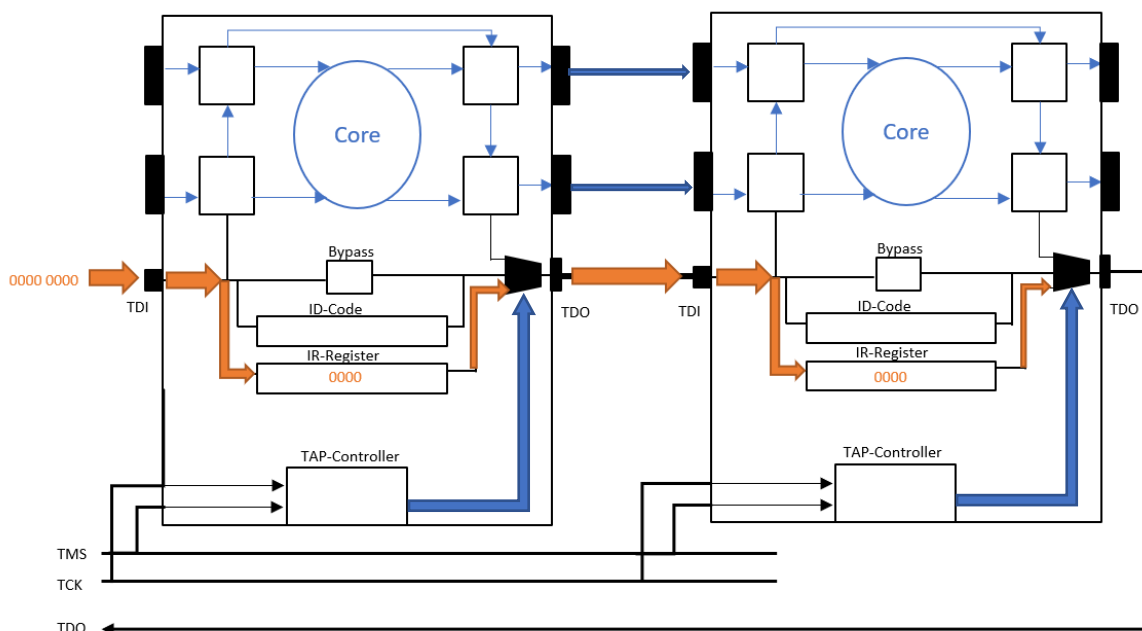 Core
Core
Bypass
Bypass
0000 0000
TDI
TDO
TDI
TDO
ID-Code
ID-Code
IR-Register
IR-Register
0000
0000
TAP-Controller
TAP-Controller
TMS
TCK
TDO